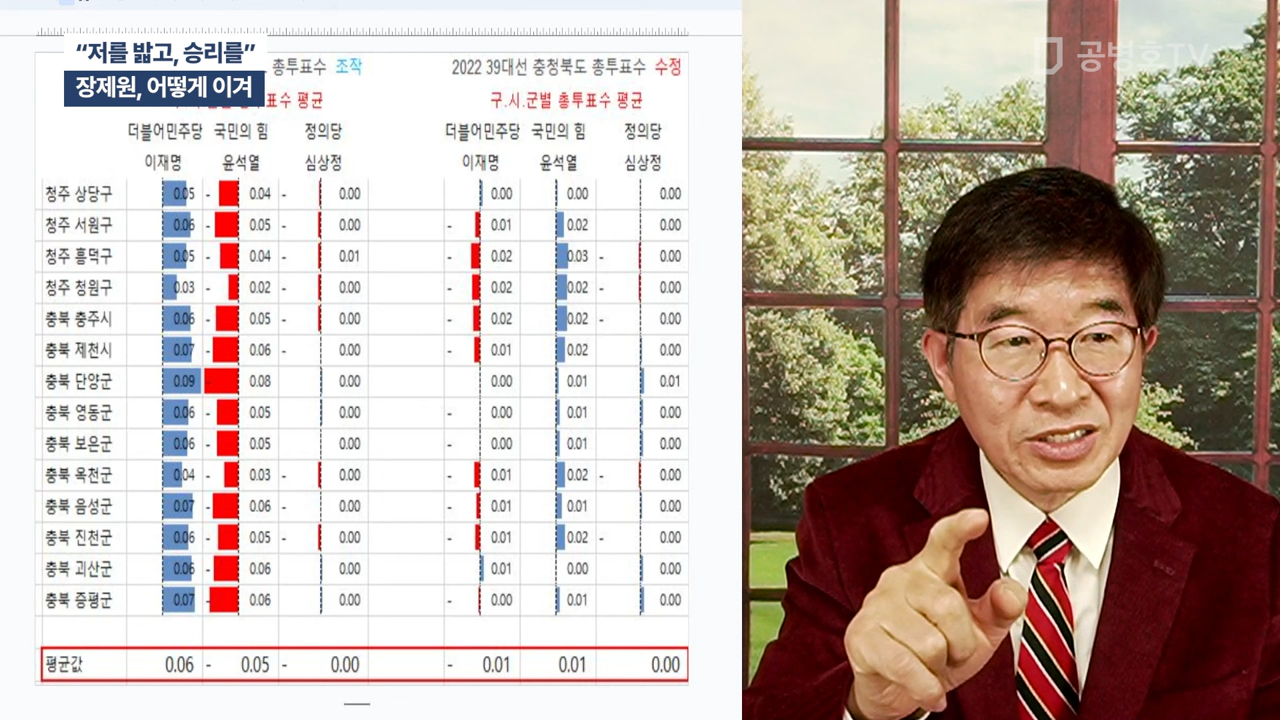 “저를 밟고, 승리를”
장제원, 어떻게 이겨
공병호TV
총투표수 조작
2022 39대선 충청북도 총투표수 수정
표수 평균
구.시.군별 총투표수 평균
더불어민주당 국민의 힘 정의당 더불어민주당 국민의 힘 정의당
이재명 윤석열 심상정 이재명 윤석열 심상정
청주 상당구 0.05 - 0.04 - 0.00 0.00 0.00 0.00
청주 서원구 0.06 - 0.05 - 0.00 - 0.01 0.02 0.00
청주 흥덕구 0.05 - 0.04 - 0.01 - 0.02 0.03 - 0.00
청주 청원구 0.03 - 0.02 - 0.00 - 0.02 0.02 - 0.00
충북 충주시 0.06 - 0.05 - 0.00 - 0.02 0.02 - 0.00
충북 제천시 0.07 - 0.06 - 0.00 - 0.01 0.02 0.00
충북 단양군 0.09 - 0.08 0.00 0.00 0.01 0.01
충북 영동군 0.06 - 0.05 0.00 - 0.00 0.01 0.00
충북 보은군 0.06 - 0.05 0.00 - 0.00 0.01 0.00
충북 옥천군 0.04 - 0.03 - 0.00 - 0.01 0.02 - 0.00
충북 음성군 0.07 - 0.06 - 0.00 - 0.01 0.01 0.00
충북 진천군 0.06 - 0.05 - 0.00 - 0.01 0.02 - 0.00
충북 괴산군 0.06 - 0.06 0.00 0.01 0.00 0.00
충북 증평군 0.07 - 0.06 0.00 - 0.00 0.01 0.00
평균값 0.06 - 0.05 - 0.00 - 0.01 0.01 0.00